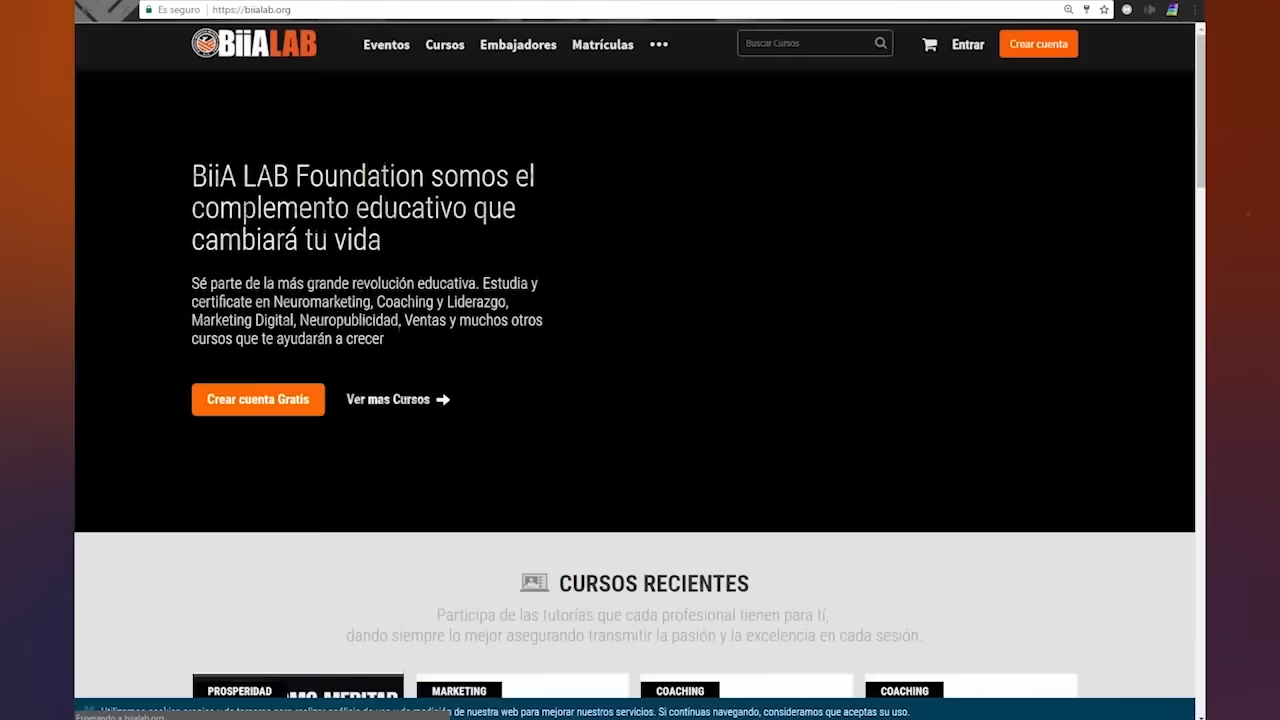 Es seguro https://biialab.org
BiiALAB Eventos Cursos Embajadores Matrículas ••• Buscar Cursos Entrar Crear cuenta
BiiA LAB Foundation somos el
complemento educativo que
cambiará tu vida
Sé parte de la más grande revolución educativa. Estudia y
certificate en Neuromarketing, Coaching y Liderazgo,
Marketing Digital, Neuropublicidad, Ventas y muchos otros
cursos que te ayudarán a crecer
Crear cuenta Gratis Ver mas Cursos
CURSOS RECIENTES
Participa de las tutorías que cada profesional tienen para tí,
dando siempre lo mejor asegurando transmitir la pasión y la excelencia en cada sesión.
PROSPERIDAD MARKETING COACHING COACHING
MEDITAR
de nuestra web para mejorar nuestros servicios. Si continuas navegando, consideramos que aceptas su uso.
Esperando a biialab.org